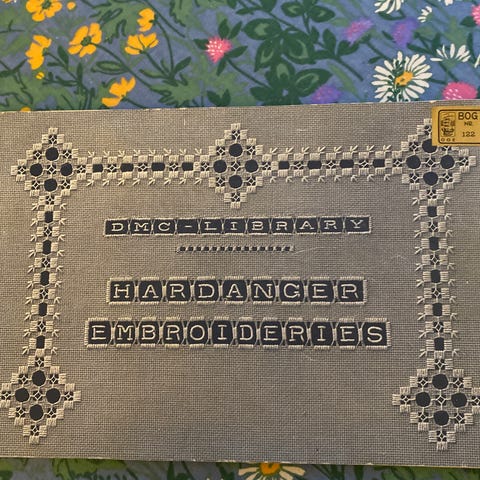 BOG
NR.
122
DMC-LIBRARY
HARDANGER
EMBROIDERIES